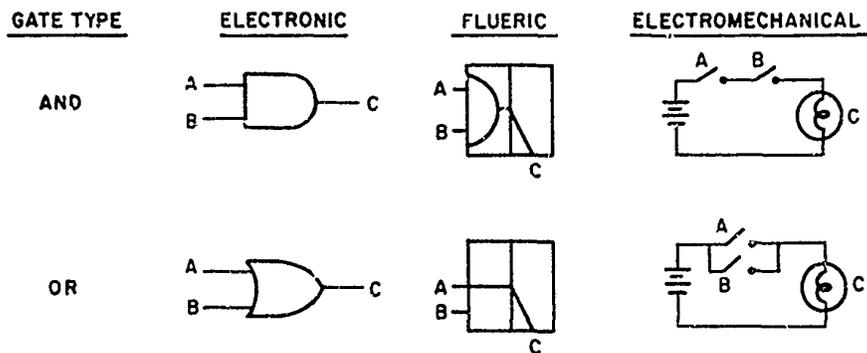 GATE TYPE ELECTRONIC FLUERIC ELECTROMECHANICAL
A B
A A
AND C C
B B
C
A
A A
OR C C
B B B
C